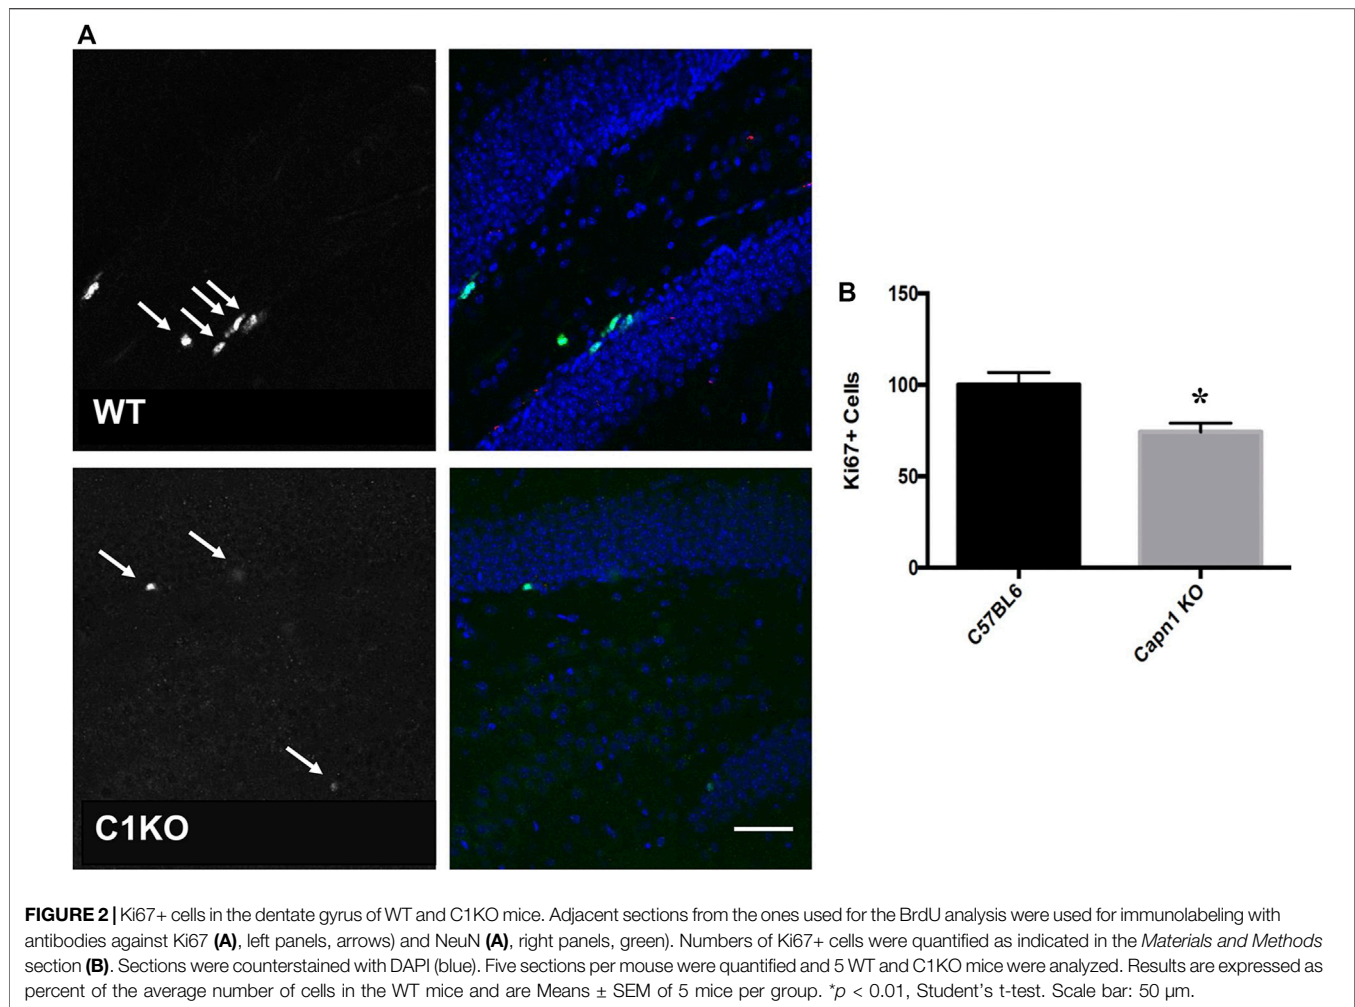 A
WT
C1KO
B
150
100
50
0
Ki67+ Cells
*
C57BL6
Capn1 KO
FIGURE 2 | Ki67+ cells in the dentate gyrus of WT and C1KO mice. Adjacent sections from the ones used for the BrdU analysis were used for immunolabeling with
antibodies against Ki67 (A), left panels, arrows) and NeuN (A), right panels, green). Numbers of Ki67+ cells were quantified as indicated in the Materials and Methods
section (B). Sections were counterstained with DAPI (blue). Five sections per mouse were quantified and 5 WT and C1KO mice were analyzed. Results are expressed as
percent of the average number of cells in the WT mice and are Means ± SEM of 5 mice per group. *p < 0.01, Student’s t-test. Scale bar: 50 μm.